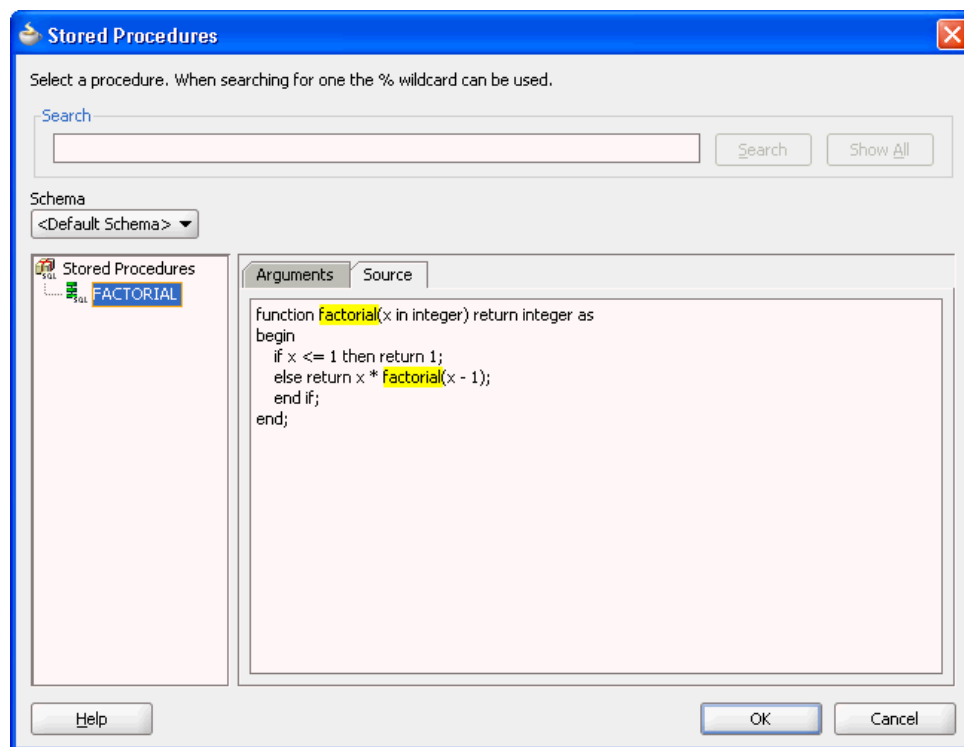 Stored Procedures
Select a procedure. When searching for one the % wildcard can be used.
Search
Search
Show All
Schema
<Default Schema>
Stored Procedures
SQL
FACTORIAL
SQL
Arguments
Source
function factorial(x in integer) return integer as
begin
if x <= 1 then return 1;
else return x * factorial(x - 1);
end if;
end;
Help
OK
Cancel